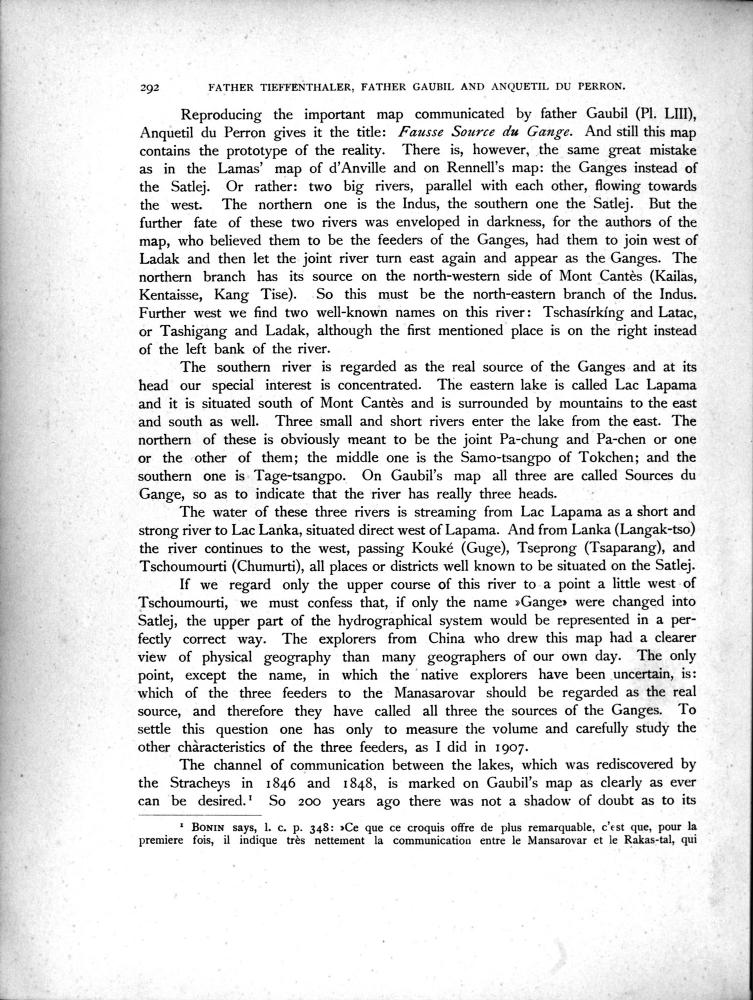 292 FATHER TIEFFENTHALER, FATHER GAUBIL AND ANQUETIL DU PERRON.
Reproducing the important map communicated by father Gaubil (Pl. LIII),
Anquetil du Perron gives it the title: Fausse Source du Gange. And still this map
contains the prototype of the reality. There is, however, the same great mistake
as in the Lamas' map of d'Anville and on Rennell's map: the Ganges instead of
the Satlej. Or rather: two big rivers, parallel with each other, flowing towards
the west. The northern one is the Indus, the southern one the Satlej. But the
further fate of these two rivers was enveloped in darkness, for the authors of the
map, who believed them to be the feeders of the Ganges, had them to join west of
Ladak and then let the joint river turn east again and appear as the Ganges. The
northern branch has its source on the north-western side of Mont Cantès (Kailas,
Kentaisse, Kang Tise). So this must be the north-eastern branch of the Indus.
Further west we find two well-known names on this river: Tschasírkíng and Latac,
or Tashigang and Ladak, although the first mentioned place is on the right instead
of the left bank of the river.
The southern river is regarded as the real source of the Ganges and at its
head our special interest is concentrated. The eastern lake is called Lac Lapama
and it is situated south of Mont Cantès and is surrounded by mountains to the east
and south as well. Three small and short rivers enter the lake from the east. The
northern of these is obviously meant to be the joint Pa-chung and Pa-chen or one
or the other of them; the middle one is the Samo-tsangpo of Tokchen; and the
southern one is Tage-tsangpo. On Gaubil's map all three are called Sources du
Gange, so as to indicate that the river has really three heads.
The water of these three rivers is streaming from Lac Lapama as a short and
strong river to Lac Lanka, situated direct west of Lapama. And from Lanka (Langak-tso)
the river continues to the west, passing Kouké (Guge), Tseprong (Tsaparang), and
Tschoumourti (Chumurti), all places or districts well known to be situated on the Satlej.
If we regard only the upper course of this river to a point a little west of
Tschoumourti, we must confess that, if only the name »Gange» were changed into
Satlej, the upper part of the hydrographical system would be represented in a per-
fectly correct way. The explorers from China who drew this map had a clearer
view of physical geography than many geographers of our own day. The only
point, except the name, in which the native explorers have been uncertain, is:
which of the three feeders to the Manasarovar should be regarded as the real
source, and therefore they have called all three the sources of the Ganges. To
settle this question one has only to measure the volume and carefully study the
other characteristics of the three feeders, as I did in 1907.
The channel of communication between the lakes, which was rediscovered by
the Stracheys in 1846 and 1848, is marked on Gaubil's map as clearly as ever
can be desired.¹ So 200 years ago there was not a shadow of doubt as to its
¹ BONIN says, l. c. p. 348: »Ce que ce croquis offre de plus remarquable, c'est que, pour la
premiere fois, il indique très nettement la communication entre le Mansarovar et le Rakas-tal, qui